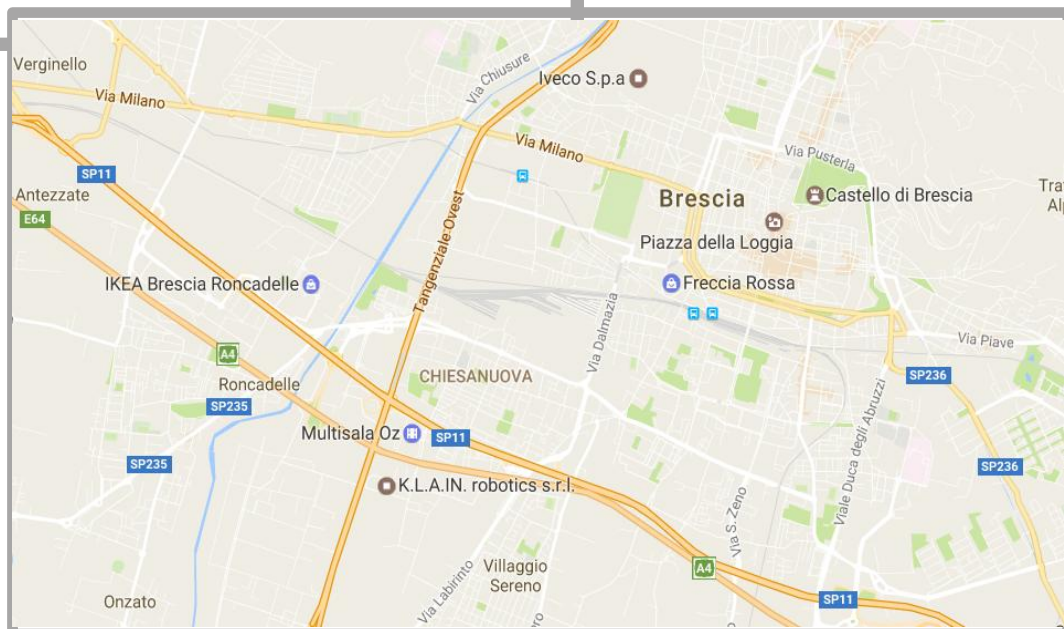 Verginello
Via Milano
Via Chiusure
Iveco S.p.a
Via Milano
Via Pusterla
SP11
Antezzate
E64
Brescia
Castello di Brescia
Tra
Al
Piazza della Loggia
Tangenziale Ovest
IKEA Brescia Roncadelle
Freccia Rossa
Via Dalmazia
Via Piave
A4
Roncadelle
CHIESANUOVA
SP236
SP235
Viale Duca degli Abruzzi
Multisala Oz
SP11
SP235
SP236
K.L.A.IN. robotics s.r.l.
Via S. Zeno
Villaggio
Sereno
A4
Via Labirinto
Onzato
SP11